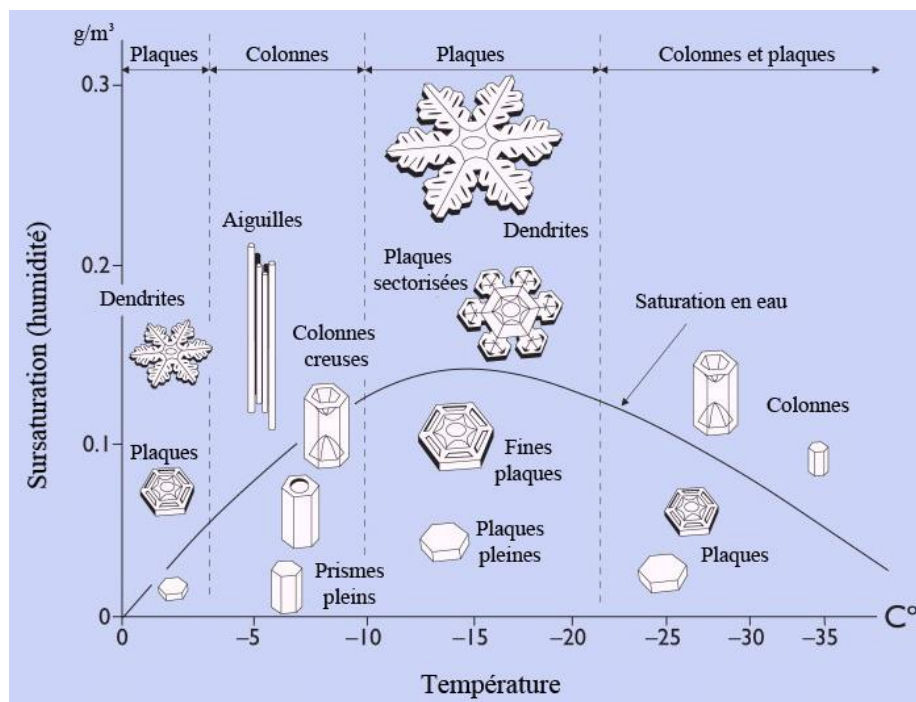 g/m³
Plaques
Colonnes
Plaques
Colonnes et plaques
0.3
Aiguilles
Dendrites
Plaques
sectorisées
0.2
Dendrites
Saturation en eau
Colonnes
creuses
Colonnes
0.1
Plaques
Fines
plaques
Plaques
pleines
Plaques
Prismes
pleins
0
0
−5
−10
−15
−20
−25
−30
−35
C°
Température
Sursaturation (humidité)